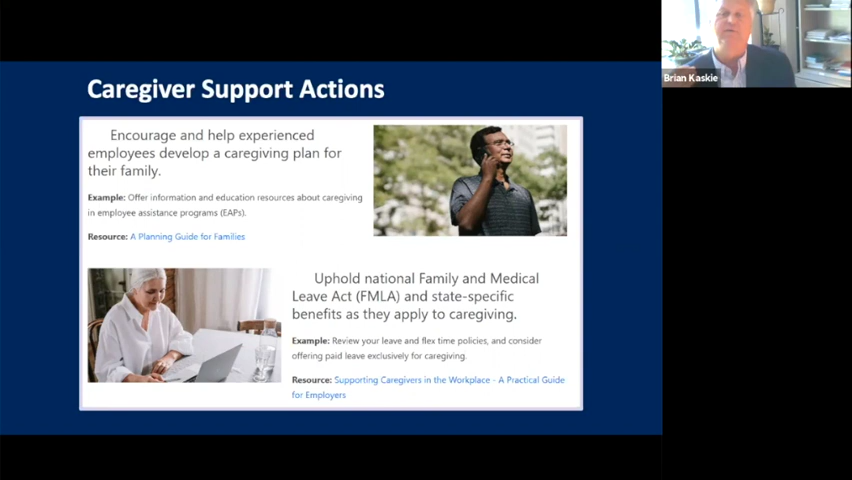 Caregiver Support Actions
Encourage and help experienced
employees develop a caregiving plan for
their family.
Example: Offer information and education resources about caregiving
in employee assistance programs (EAPs).
Resource: A Planning Guide for Families
Uphold national Family and Medical
Leave Act (FMLA) and state-specific
benefits as they apply to caregiving.
Example: Review your leave and flex time policies, and consider
offering paid leave exclusively for caregiving.
Resource: Supporting Caregivers in the Workplace - A Practical Guide
for Employers
Brian Kaskie